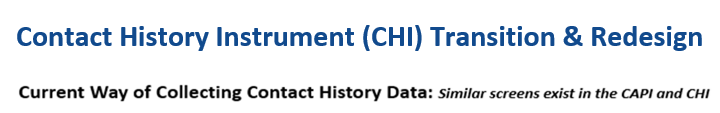 Contact History Instrument (CHI) Transition & Redesign
Current Way of Collecting Contact History Data: Similar screens exist in the CAPI and CHI